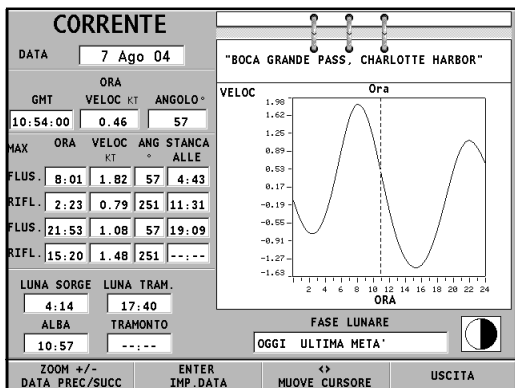 CORRENTE
DATA 7 Ago 04
ORA
GMT VELOC KT ANGOLO°
10:54:00 0.46 57
MAX ORA VELOC KT ANG ° STANCA ALLE
FLUS. 8:01 1.82 57 4:43
RIFL. 2:23 0.79 251 11:31
FLUS. 21:53 1.08 57 19:09
RIFL. 15:20 1.48 251 --:--
LUNA SORGE LUNA TRAM.
4:14 17:40
ALBA TRAMONTO
10:57 --:--
"BOCA GRANDE PASS, CHARLOTTE HARBOR"
VELOC Ora
1.98
1.62
1.25
0.89
0.53
0.17
-0.19
-0.55
-0.91
-1.27
-1.63
2 4 6 8 10 12 14 16 18 20 22 24
ORA
FASE LUNARE
OGGI ULTIMA META'
ZOOM +/- ENTER <> USCITA
DATA PREC/SUCC IMP.DATA MUOVE CURSORE